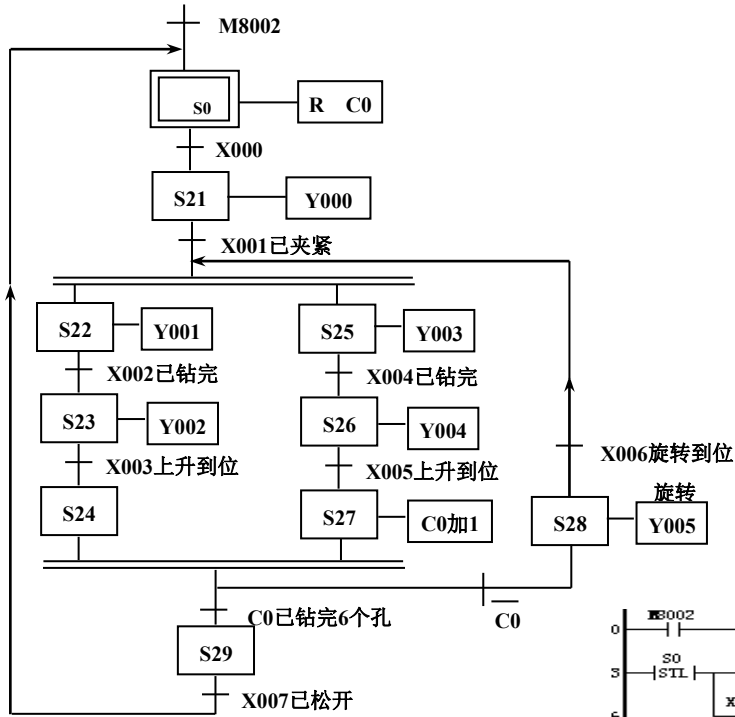 M8002
S0
R C0
X000
S21
Y000
X001已夹紧
S22
Y001
S25
Y003
X002已钻完
X004已钻完
S23
Y002
S26
Y004
X006旋转到位
X003上升到位
X005上升到位
旋转
S24
S27
C0加1
S28
Y005
C0已钻完6个孔
C0
S29
X007已松开
0 M8002
3 S0
STL
X
6